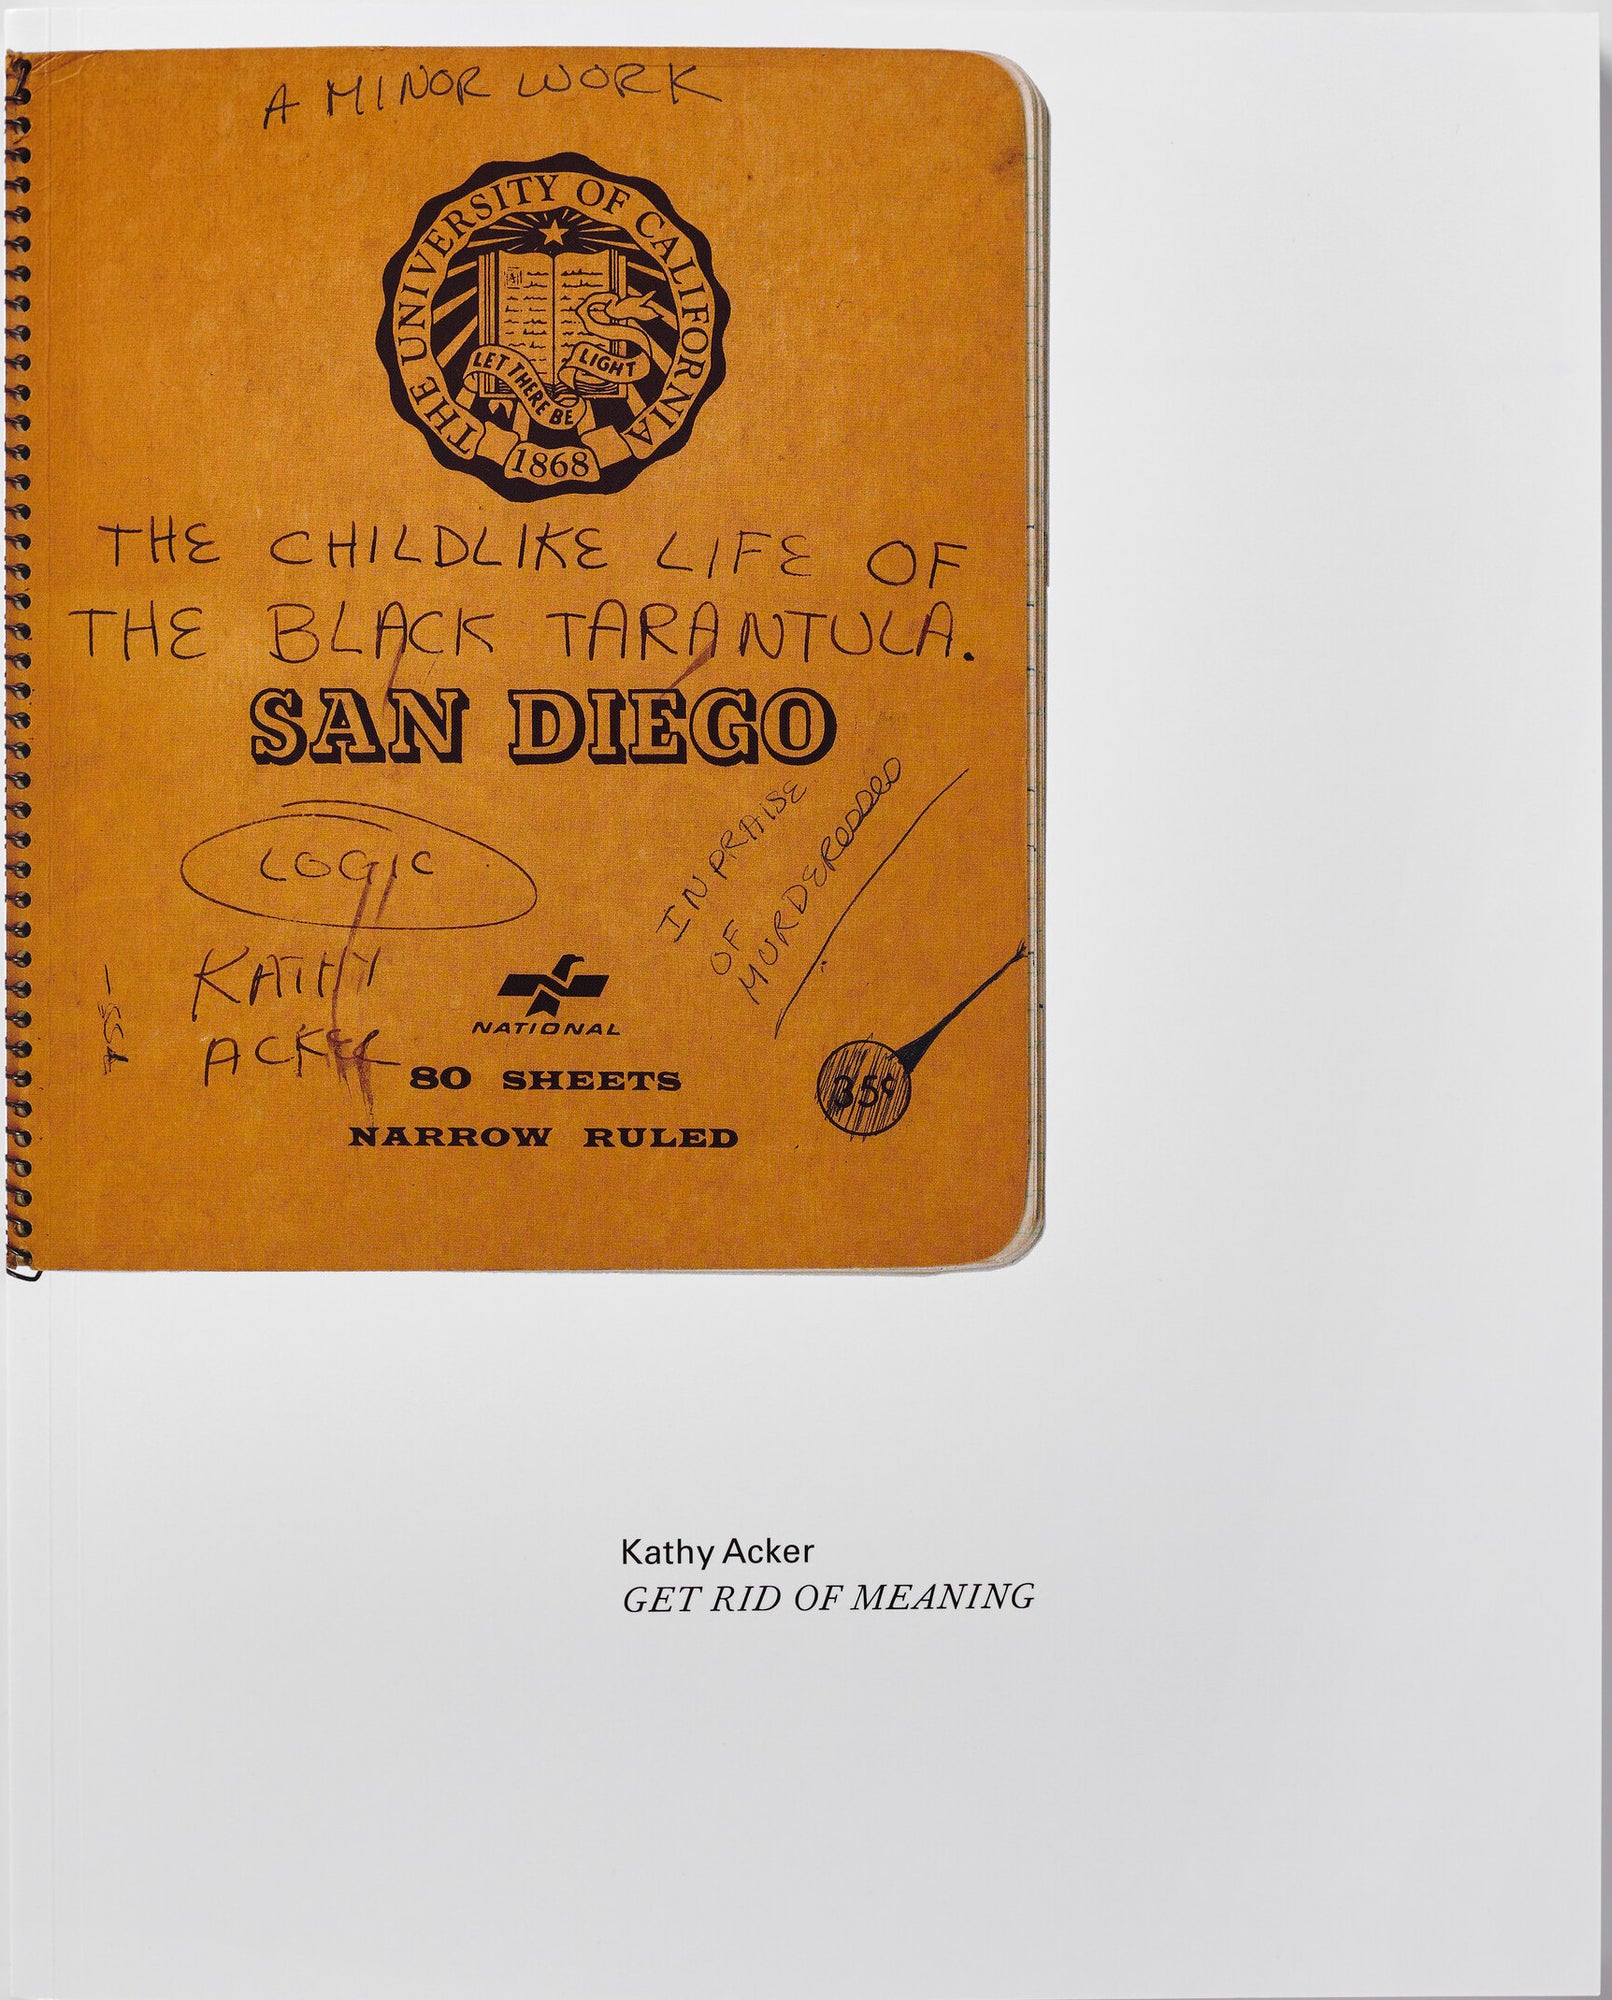 A MINOR WORK
THE UNIVERSITY OF CALIFORNIA
LET THERE BE LIGHT
1868
THE CHILDLIKE LIFE OF
THE BLACK TARANTULA.
SAN DIEGO
LOGIC
IN PRAISE
OF
KATHY
ACKER
NATIONAL
80 SHEETS
NARROW RULED
35¢
Kathy Acker
GET RID OF MEANING